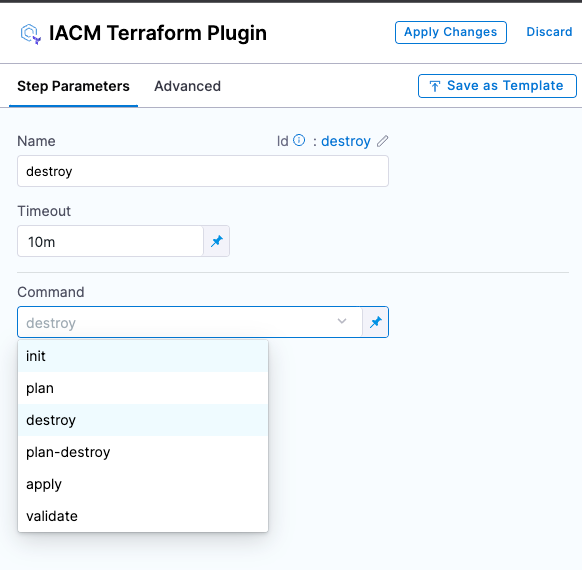 IACM Terraform Plugin
Apply Changes
Discard
Step Parameters
Advanced
Save as Template
Name
Id : destroy
destroy
Timeout
10m
Command
destroy
init
plan
destroy
plan-destroy
apply
validate